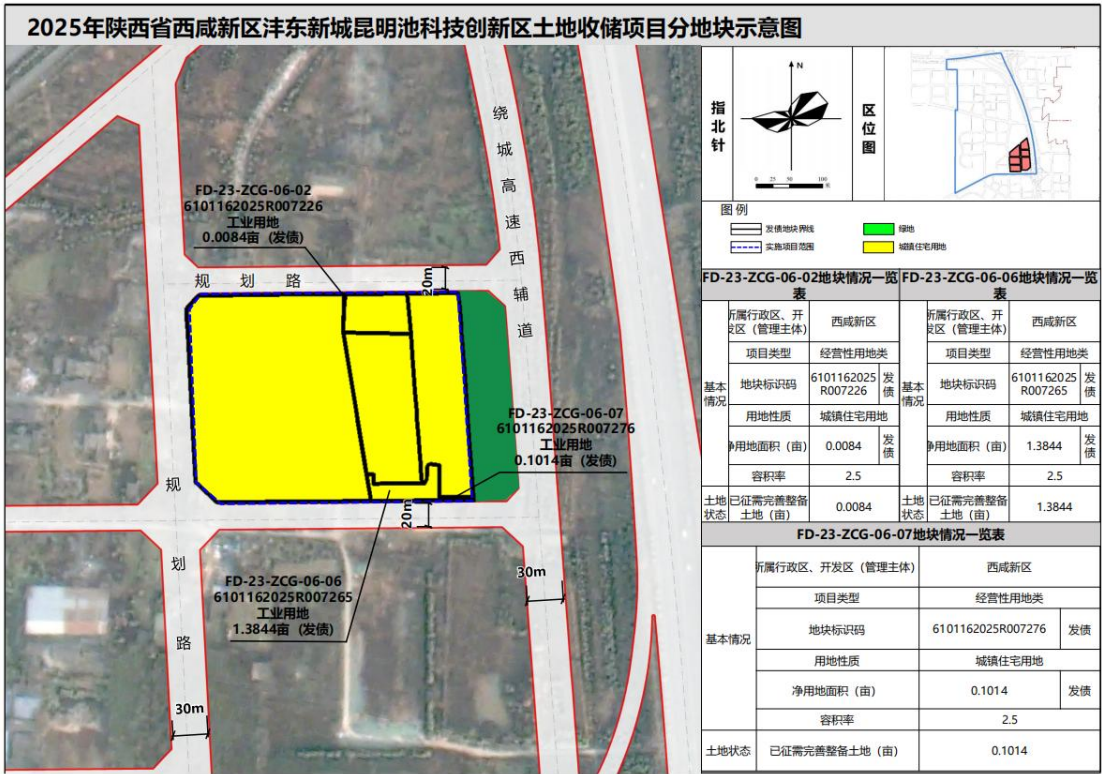 2025年陕西省西咸新区沣东新城昆明池科技创新区土地收储项目分地块示意图
绕城高速西辅道
FD-23-ZCG-06-02
6101162025R007226
工业用地
0.0084亩（发债）
规划路
20m
FD-23-ZCG-06-07
6101162025R007276
工业用地
0.1014亩（发债）
20m
规划路
FD-23-ZCG-06-06
6101162025R007265
工业用地
1.3844亩（发债）
30m
30m
指北针
N
0 25 50 100
区位图
图例
发债地块界线
绿地
实施项目范围
城镇住宅用地
FD-23-ZCG-06-02地块情况一览
表
基本
情况
所属行政区、开
发区（管理主体）
西咸新区
项目类型
经营性用地类
地块标识码
6101162025
R007226
发
债
用地性质
城镇住宅用地
净用地面积（亩）
0.0084
发
债
容积率
2.5
土地
状态
已征需完善整备
土地（亩）
0.0084
FD-23-ZCG-06-06地块情况一览
表
基本
情况
所属行政区、开
发区（管理主体）
西咸新区
项目类型
经营性用地类
地块标识码
6101162025
R007265
发
债
用地性质
城镇住宅用地
净用地面积（亩）
1.3844
发
债
容积率
2.5
土地
状态
已征需完善整备
土地（亩）
1.3844
FD-23-ZCG-06-07地块情况一览表
基本情况
所属行政区、开发区（管理主体）
西咸新区
项目类型
经营性用地类
地块标识码
6101162025R007276
发债
用地性质
城镇住宅用地
净用地面积（亩）
0.1014
发债
容积率
2.5
土地状态
已征需完善整备土地（亩）
0.1014